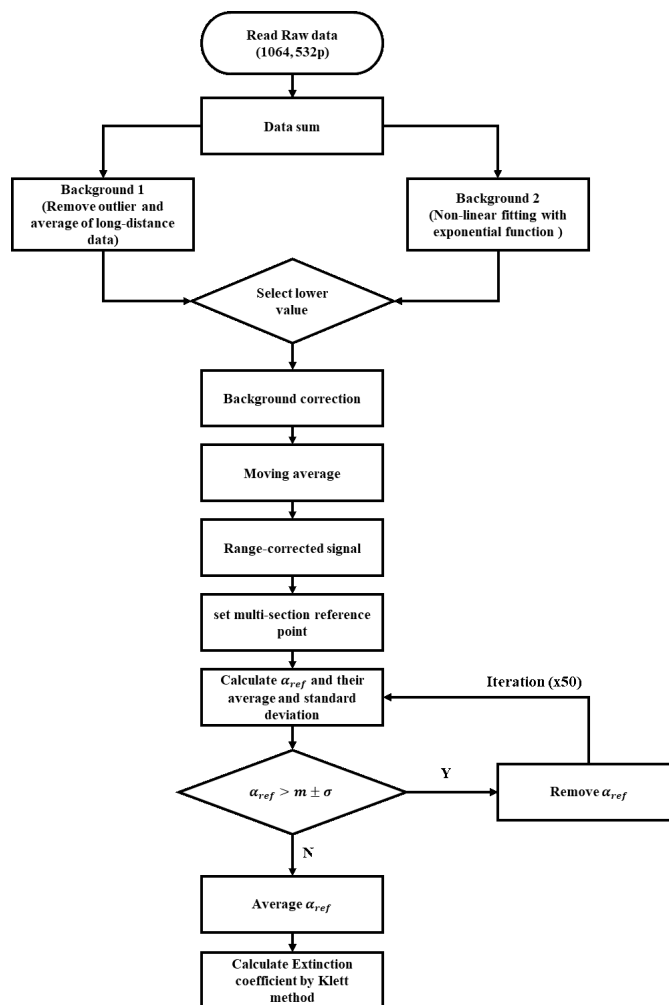 Read Raw data
(1064, 532p)
Data sum
Background 1
(Remove outlier and
average of long-distance
data)
Background 2
(Non-linear fitting with
exponential function )
Select lower
value
Background correction
Moving average
Range-corrected signal
set multi-section reference
point
Calculate α_ref and their
average and standard
deviation
Iteration (x50)
α_ref > m ± σ
Y
Remove α_ref
N
Average α_ref
Calculate Extinction
coefficient by Klett
method